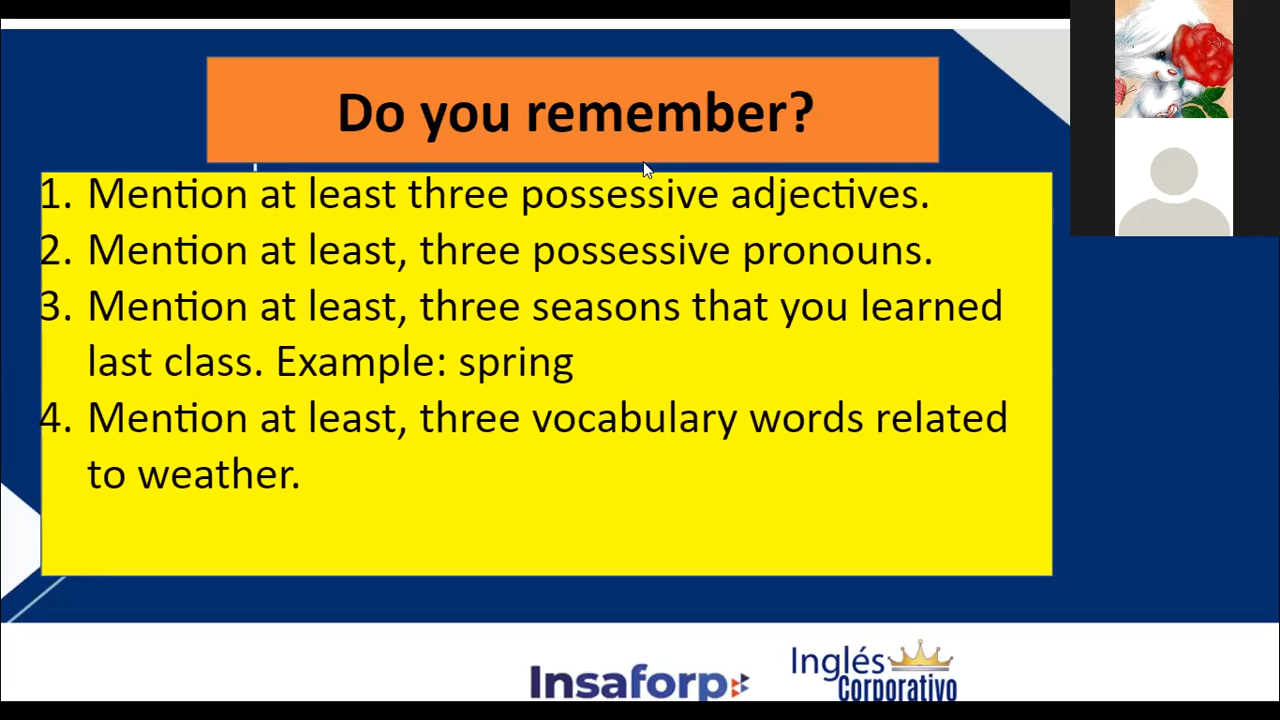 Do you remember?
1. Mention at least three possessive adjectives.
2. Mention at least, three possessive pronouns.
3. Mention at least, three seasons that you learned
last class. Example: spring
4. Mention at least, three vocabulary words related
to weather.
Insaforp
Inglés
Corporativo